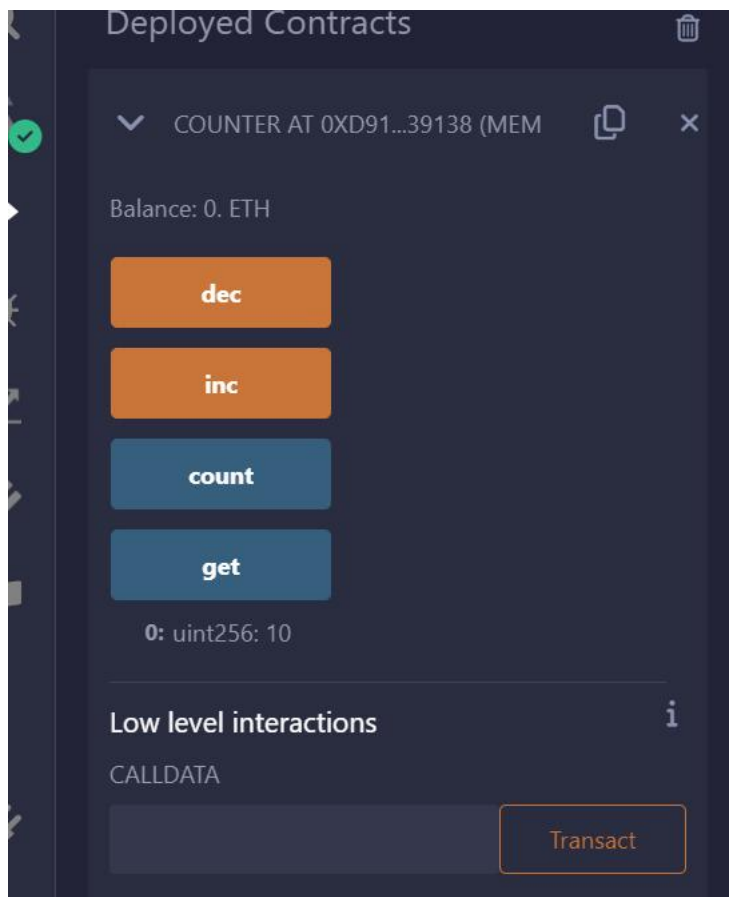 Deployed Contracts
COUNTER AT 0XD91...39138 (MEM
Balance: 0. ETH
dec
inc
count
get
0: uint256: 10
Low level interactions
i
CALLDATA
Transact